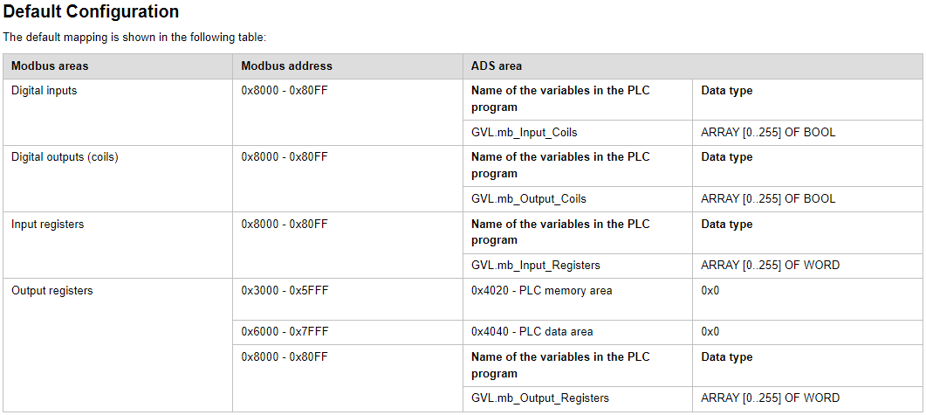 Default Configuration
The default mapping is shown in the following table:
Modbus areas Modbus address ADS area
Digital inputs 0x8000 - 0x80FF Name of the variables in the PLC Data type
program
GVL.mb_Input_Coils ARRAY [0..255] OF BOOL
Digital outputs (coils) 0x8000 - 0x80FF Name of the variables in the PLC Data type
program
GVL.mb_Output_Coils ARRAY [0..255] OF BOOL
Input registers 0x8000 - 0x80FF Name of the variables in the PLC Data type
program
GVL.mb_Input_Registers ARRAY [0..255] OF WORD
Output registers 0x3000 - 0x5FFF 0x4020 - PLC memory area 0x0
0x6000 - 0x7FFF 0x4040 - PLC data area 0x0
0x8000 - 0x80FF Name of the variables in the PLC Data type
program
GVL.mb_Output_Registers ARRAY [0..255] OF WORD